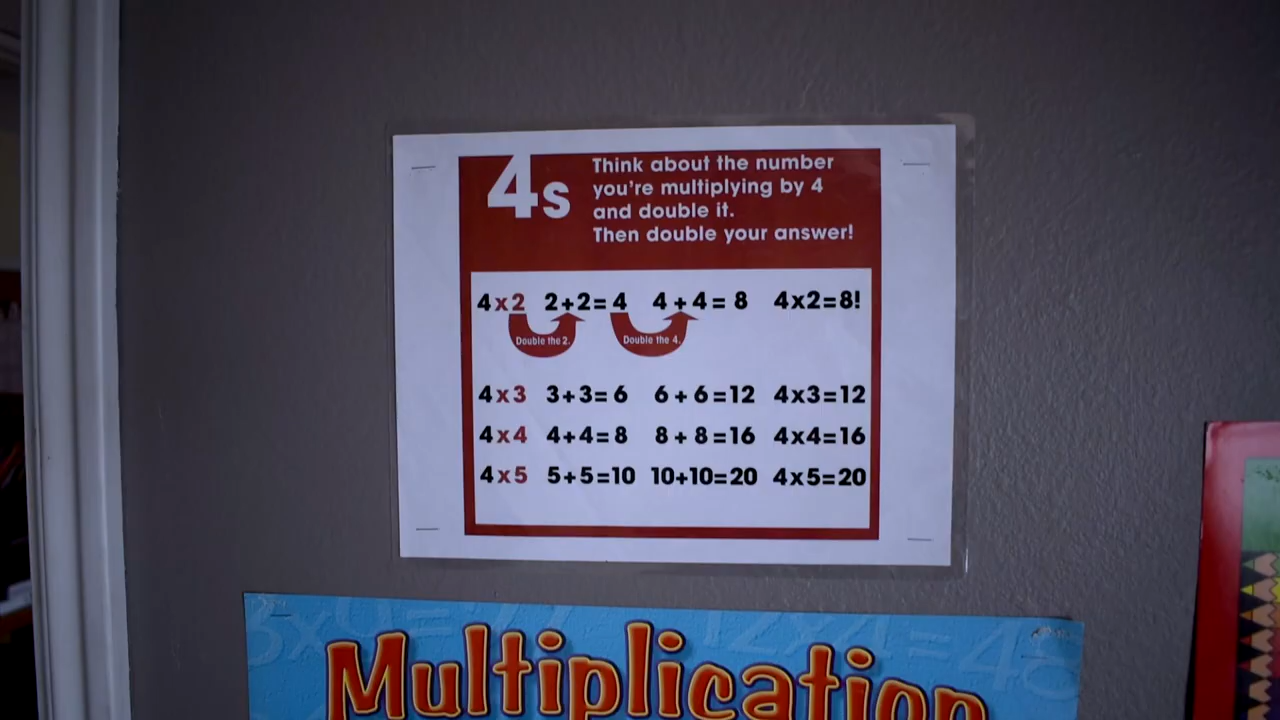 4s
Think about the number
you're multiplying by 4
and double it.
Then double your answer!
4x2 2+2=4 4+4=8 4x2=8!
Double the 2. Double the 4.
4x3 3+3=6 6+6=12 4x3=12
4x4 4+4=8 8+8=16 4x4=16
4x5 5+5=10 10+10=20 4x5=20
Multiplication